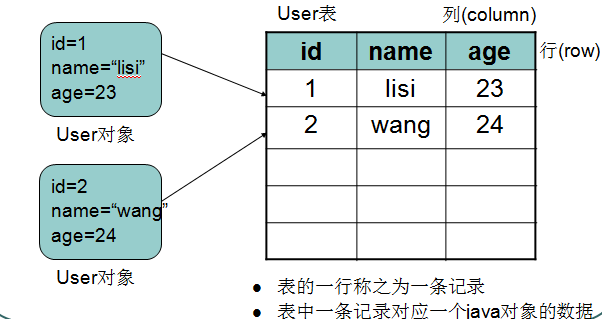 User表
列(column)
id=1
name=“lisi”
age=23
User对象
id=2
name=“wang”
age=24
User对象
id name age
行(row)
1 lisi 23
2 wang 24
● 表的一行称之为一条记录
● 表中一条记录对应一个java对象的数据